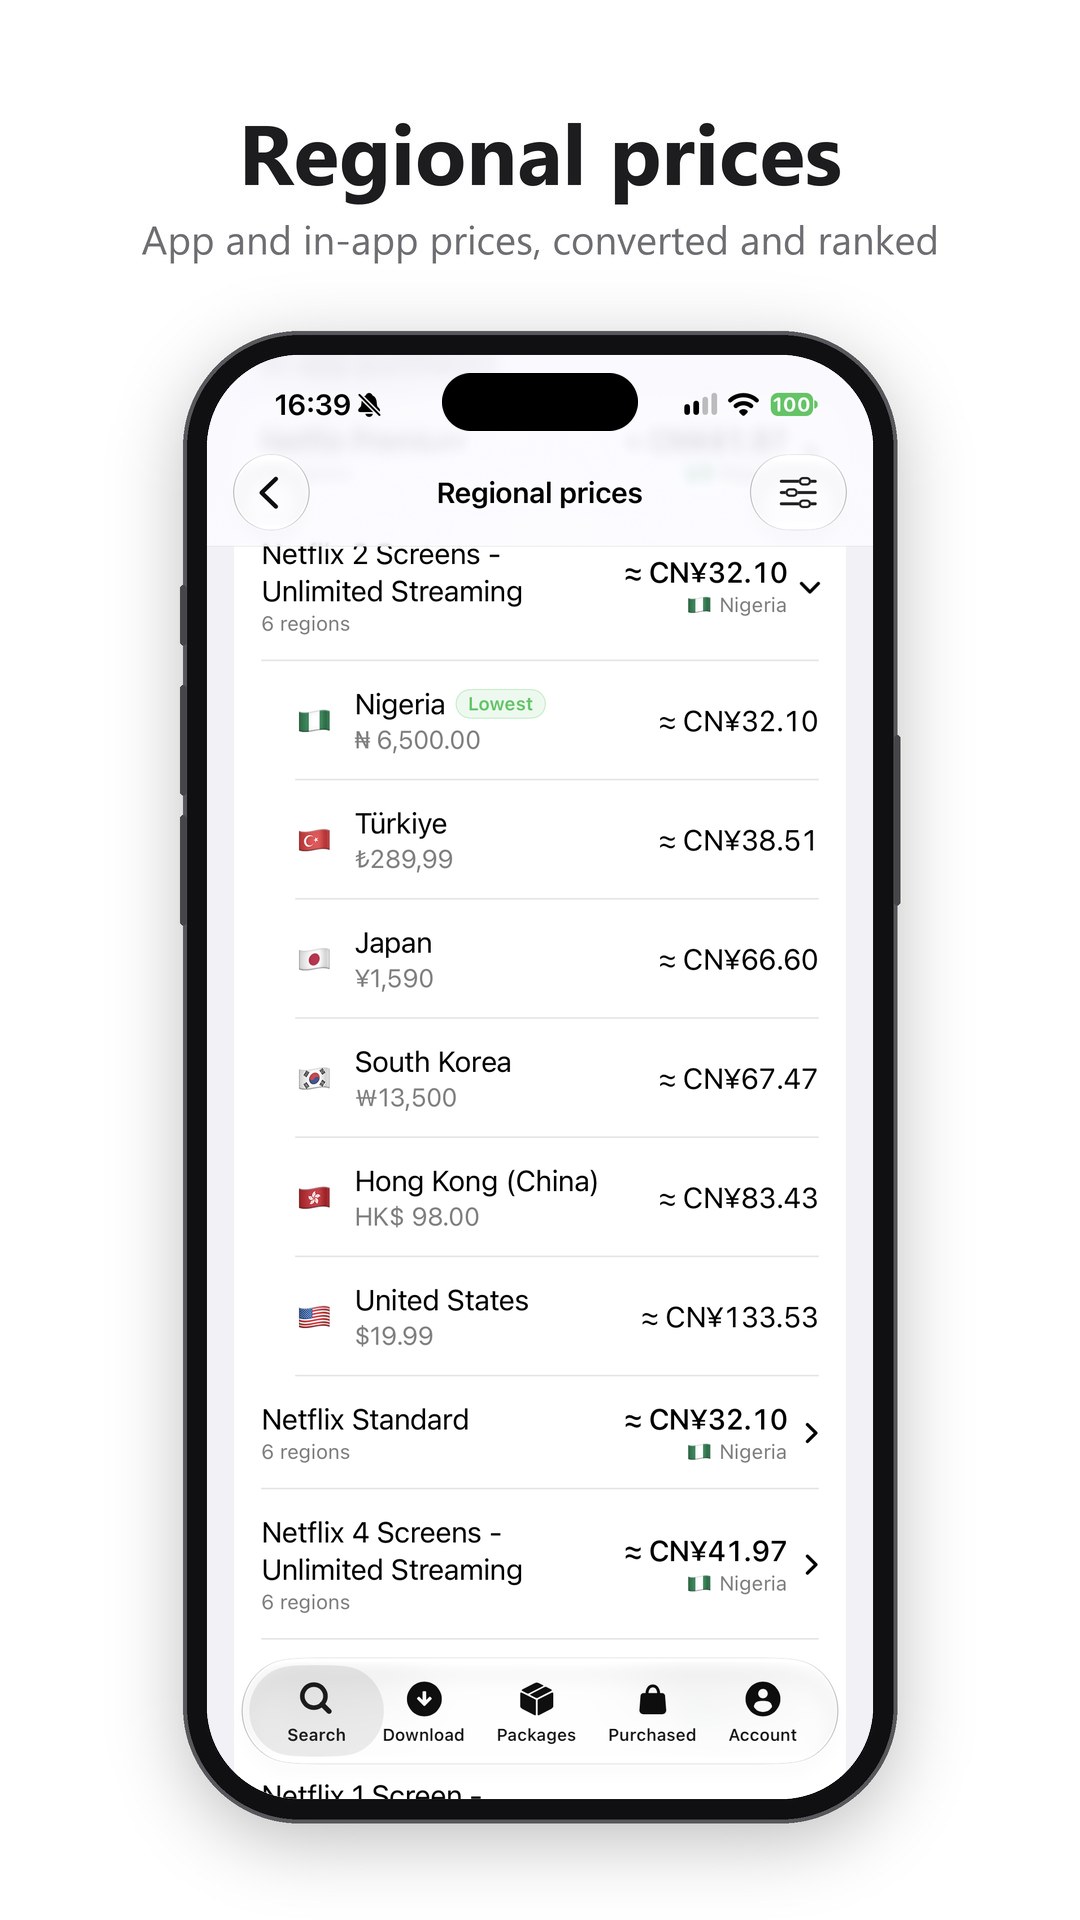 Regional prices
App and in-app prices, converted and ranked
16:39
100
Regional prices
Netflix 2 Screens -
Unlimited Streaming
6 regions
≈ CN¥32.10
Nigeria
Nigeria Lowest
₦ 6,500.00
≈ CN¥32.10
Türkiye
₺289,99
≈ CN¥38.51
Japan
¥1,590
≈ CN¥66.60
South Korea
₩13,500
≈ CN¥67.47
Hong Kong (China)
HK$ 98.00
≈ CN¥83.43
United States
$19.99
≈ CN¥133.53
Netflix Standard
6 regions
≈ CN¥32.10
Nigeria
Netflix 4 Screens -
Unlimited Streaming
6 regions
≈ CN¥41.97
Nigeria
Search
Download
Packages
Purchased
Account
Netflix 1 Screen -